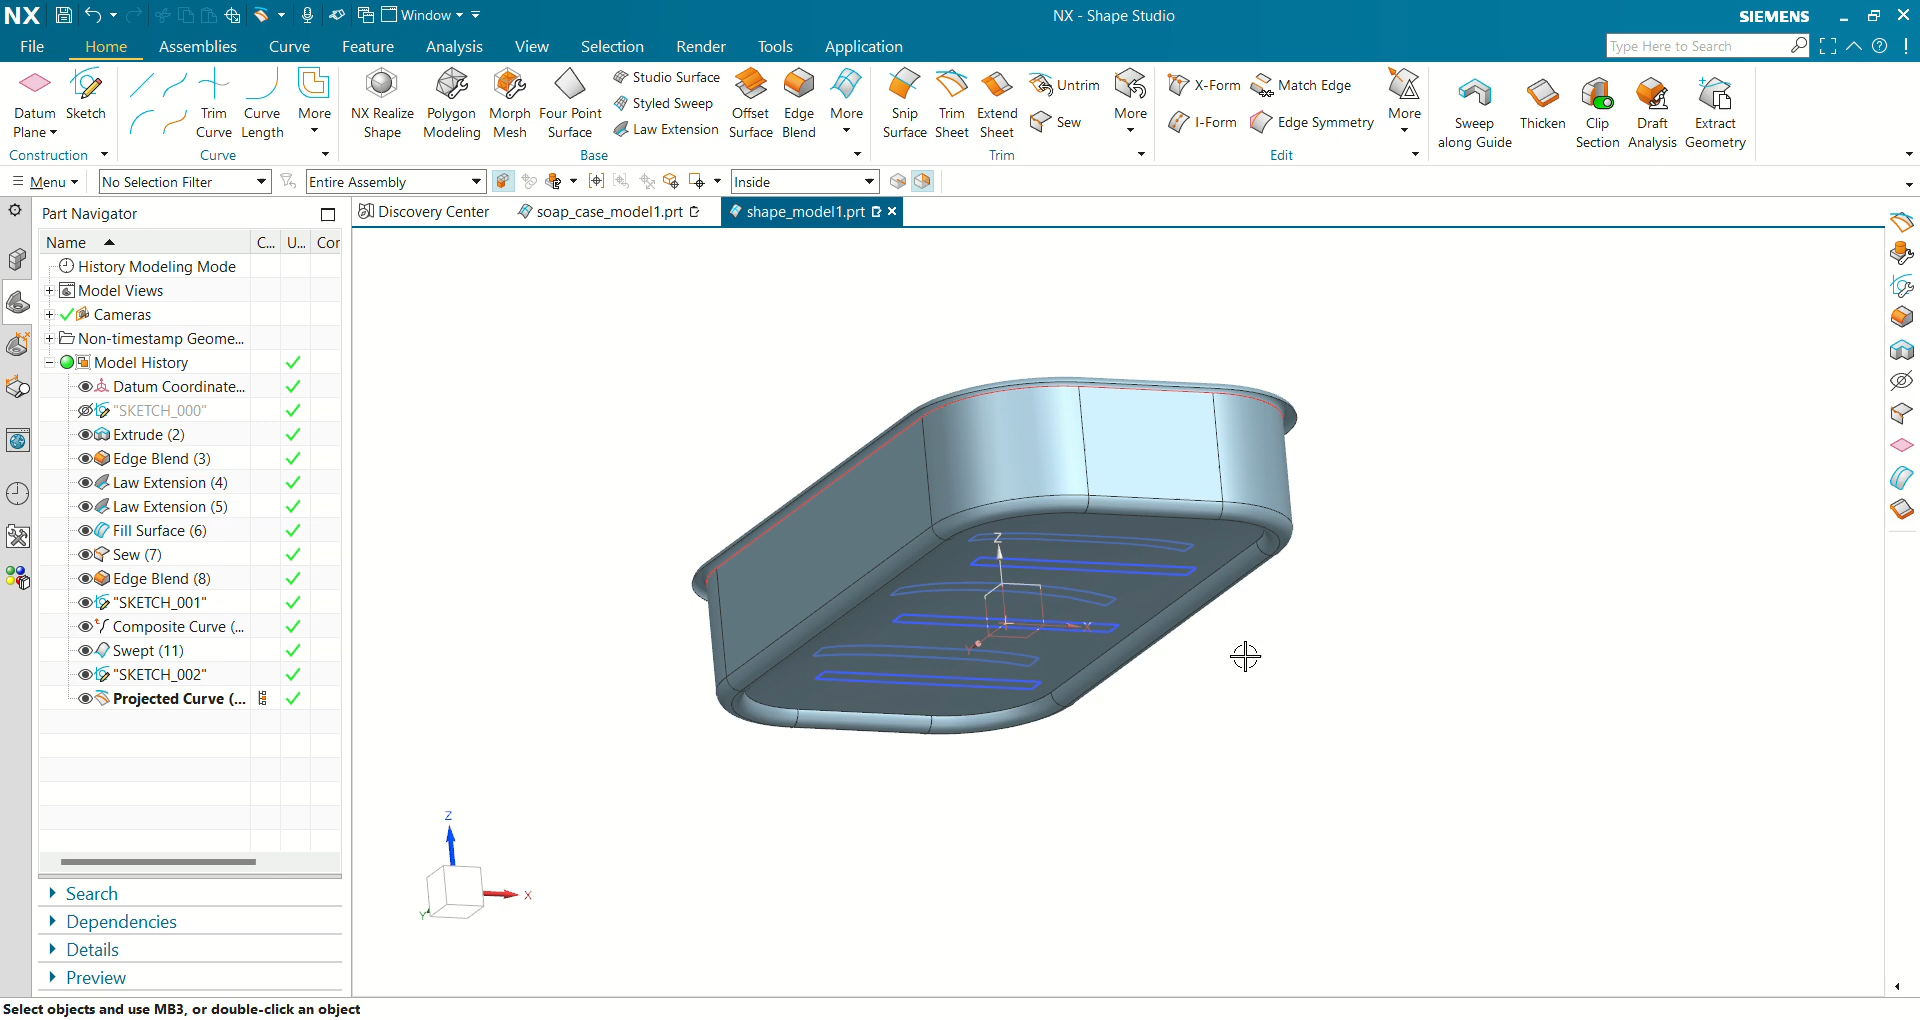 NX
Window
NX - Shape Studio
SIEMENS
File
Home
Assemblies
Curve
Feature
Analysis
View
Selection
Render
Tools
Application
Type Here to Search
Datum
Plane
Sketch
Construction
Trim
Curve
Curve
Length
More
Curve
NX Realize
Shape
Polygon
Modeling
Morph
Mesh
Four Point
Surface
Studio Surface
Styled Sweep
Law Extension
Offset
Surface
Edge
Blend
More
Base
Snip
Surface
Trim
Sheet
Extend
Sheet
Untrim
Sew
More
Trim
X-Form
I-Form
Match Edge
Edge Symmetry
More
Edit
Sweep
along Guide
Thicken
Clip
Section
Draft
Analysis
Extract
Geometry
Menu
No Selection Filter
Entire Assembly
Inside
Part Navigator
Discovery Center
soap_case_model1.prt
shape_model1.prt
Name C... U... Cor
History Modeling Mode
Model Views
Cameras
Non-timestamp Geome...
Model History
Datum Coordinate...
"SKETCH_000"
Extrude (2)
Edge Blend (3)
Law Extension (4)
Law Extension (5)
Fill Surface (6)
Sew (7)
Edge Blend (8)
"SKETCH_001"
Composite Curve (...
Swept (11)
"SKETCH_002"
Projected Curve (...
Z
X
Y
Z
X
Y
Search
Dependencies
Details
Preview
Select objects and use MB3, or double-click an object